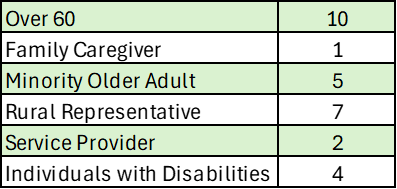 Over 60 10
Family Caregiver 1
Minority Older Adult 5
Rural Representative 7
Service Provider 2
Individuals with Disabilities 4